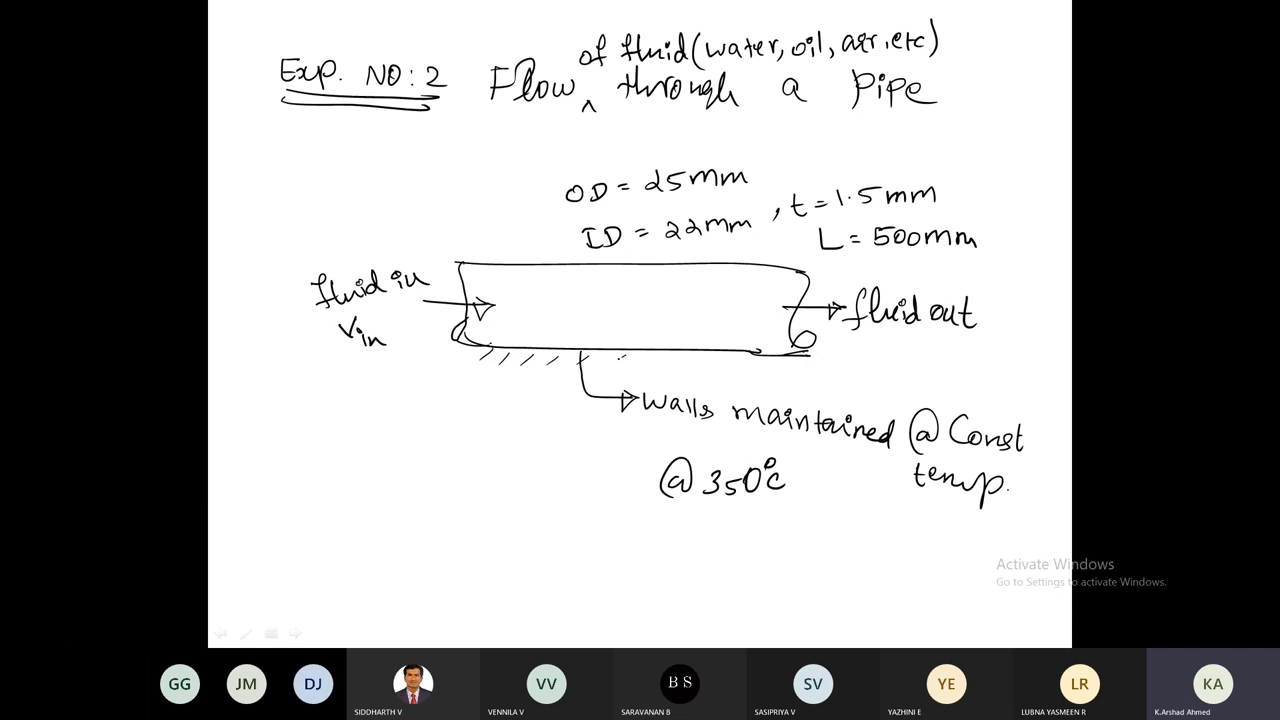 Exp. NO: 2
of fluid (water, oil, air, etc)
Flow ^ through a Pipe
OD = 25mm
ID = 22mm , t = 1.5mm
L = 500mm
fluid in
Vin
fluid out
walls maintained @ Const temp.
@ 350°C
Activate Windows
Go to Settings to activate Windows.
GG
JM
DJ
VV
B S
SV
YE
LR
KA
SIDDHARTH V
VENNILA V
SARAVANAN B
SASIPRIYA V
YAZHINI E
LUBNA YASMEEN R
K.Arshad Ahmed